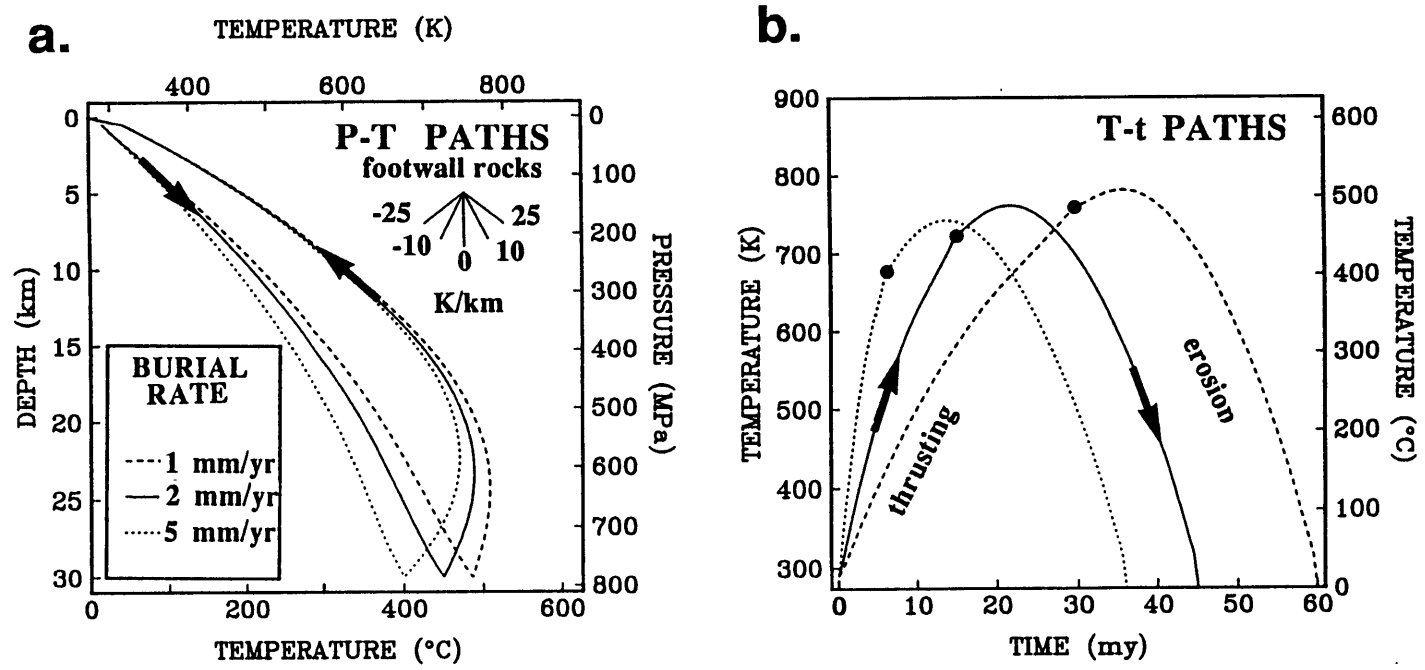 a.
TEMPERATURE (K)
400 600 800
0
5
10
15
20
25
30
DEPTH (km)
P-T PATHS
footwall rocks
-25 25
-10 10
0
K/km
BURIAL
RATE
1 mm/yr
2 mm/yr
5 mm/yr
0
100
200
300
400
500
600
700
800
PRESSURE (MPa)
0 200 400 600
TEMPERATURE (°C)
b.
900
800
700
600
500
400
300
TEMPERATURE (K)
T-t PATHS
thrusting
erosion
600
500
400
300
200
100
0
TEMPERATURE (°C)
0 10 20 30 40 50 60
TIME (my)